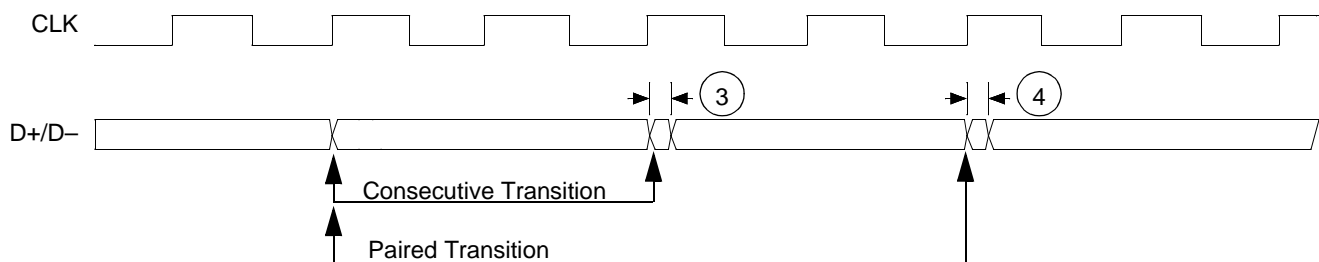 CLK
3
4
D+/D–
Consecutive Transition
Paired Transition